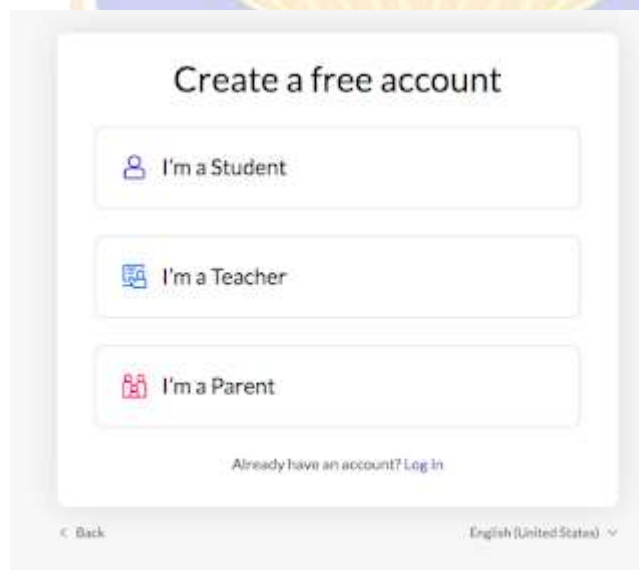 Create a free account
I'm a Student
I'm a Teacher
I'm a Parent
Already have an account? Log in
< Back
English (United States)